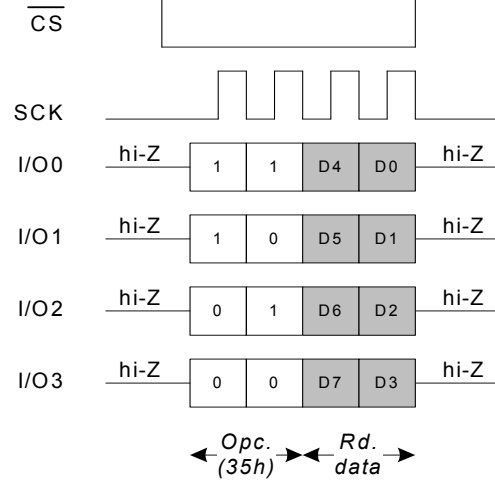 CS
SCK
I/O0 hi-Z 1 1 D4 D0 hi-Z
I/O1 hi-Z 1 0 D5 D1 hi-Z
I/O2 hi-Z 0 1 D6 D2 hi-Z
I/O3 hi-Z 0 0 D7 D3 hi-Z
Opc. Rd.
(35h) data